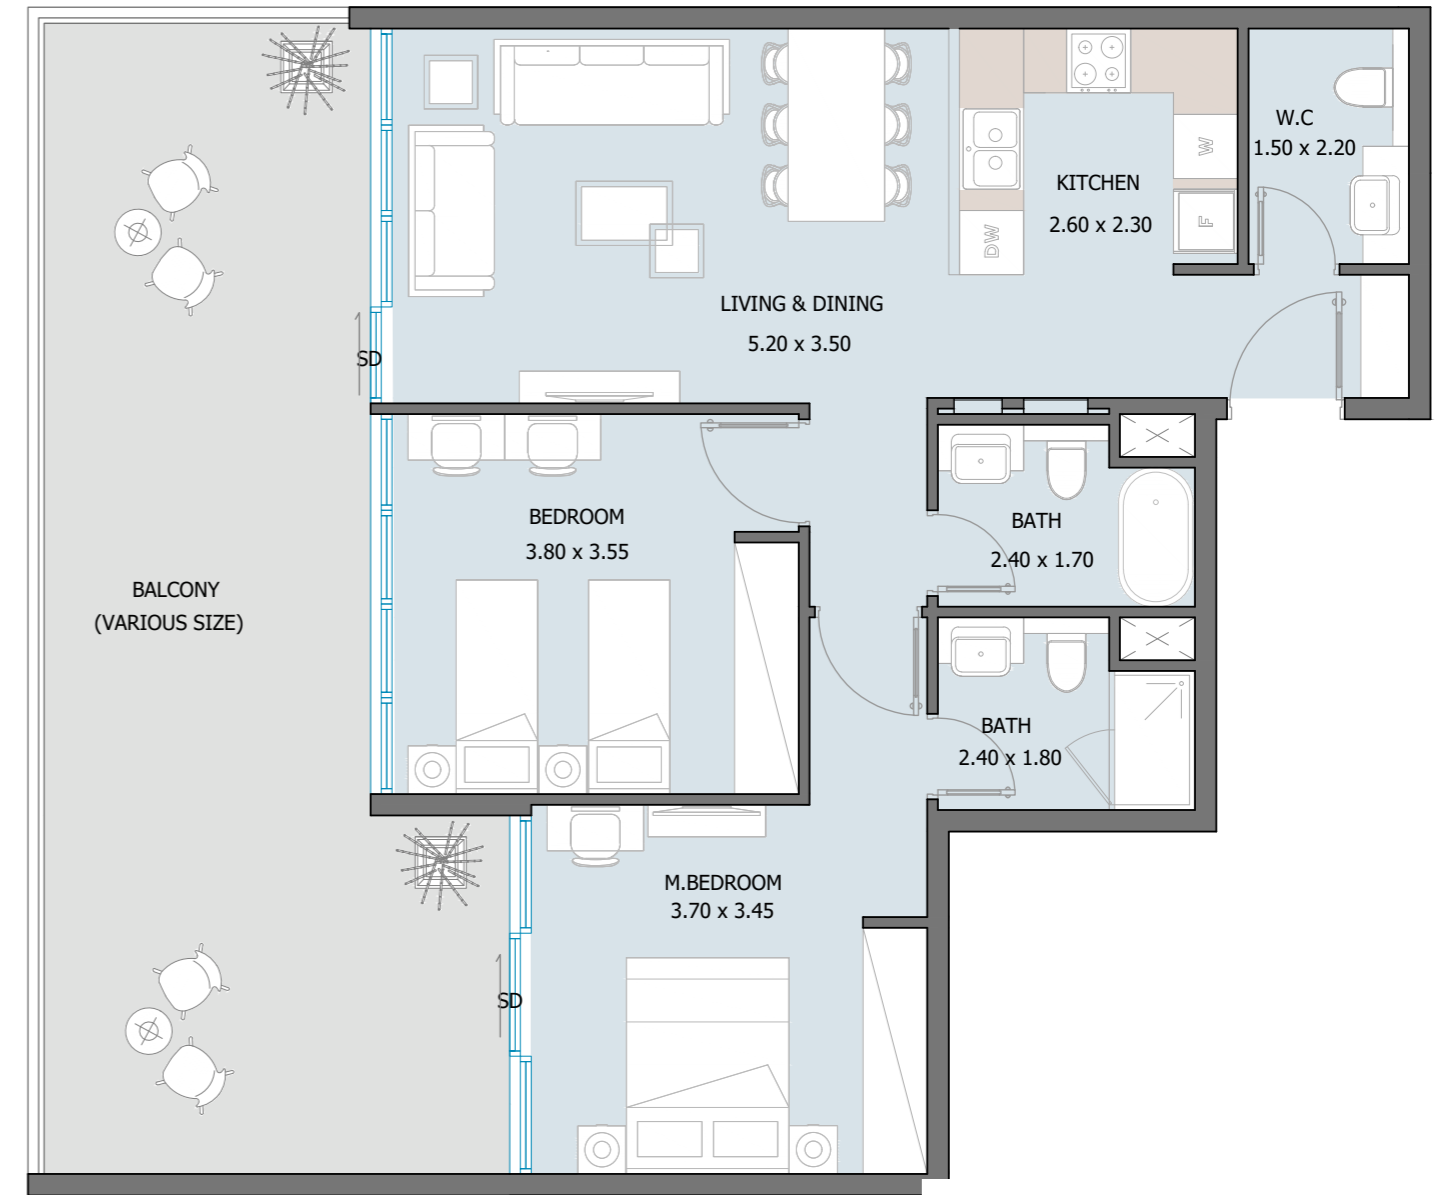 W.C
1.50 x 2.20
W
KITCHEN
2.60 x 2.30
F
DW
LIVING & DINING
5.20 x 3.50
SD
BEDROOM
3.80 x 3.55
BATH
2.40 x 1.70
BALCONY
(VARIOUS SIZE)
BATH
2.40 x 1.80
M.BEDROOM
3.70 x 3.45
SD